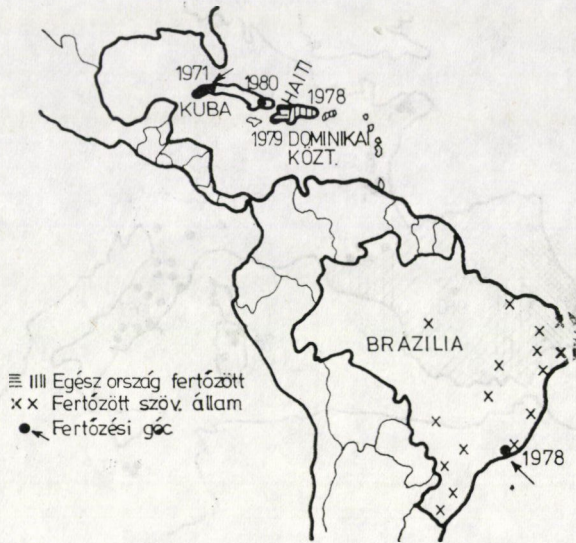 1971
1980
HAITI
1978
KUBA
1979 DOMINIKAI
KÖZT.
BRAZILIA
Egész ország fertőzött
x x Fertőzött szöv. állam
Fertőzési góc
1978